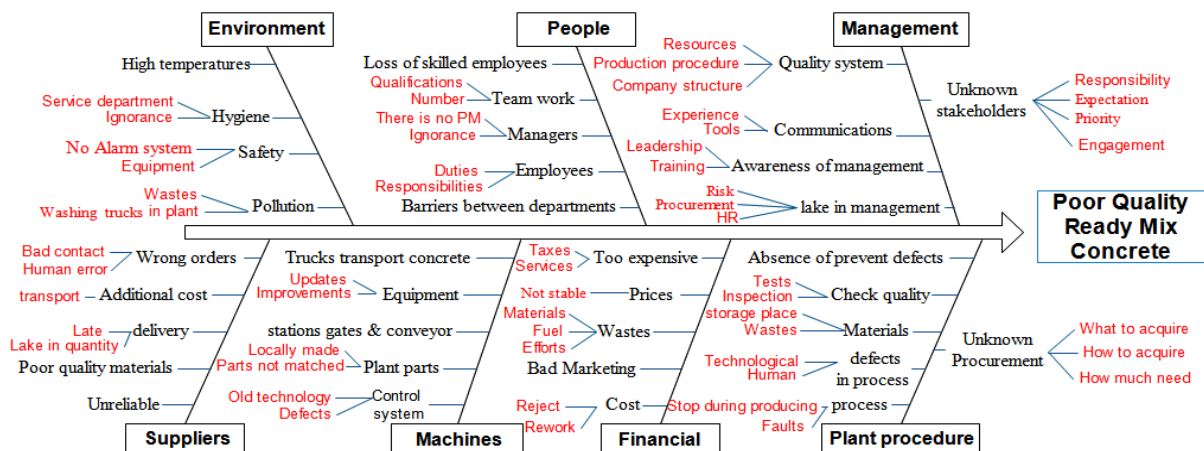 Environment
People
Management
High temperatures
Service department
Ignorance
Hygiene
No Alarm system
Equipment
Safety
Wastes
Washing trucks in plant
Pollution
Loss of skilled employees
Qualifications
Number
Team work
There is no PM
Ignorance
Managers
Duties
Responsibilities
Employees
Barriers between departments
Resources
Production procedure
Company structure
Quality system
Experience
Tools
Communications
Leadership
Training
Awareness of management
Risk
Procurement
HR
lake in management
Unknown
stakeholders
Responsibility
Expectation
Priority
Engagement
Poor Quality
Ready Mix
Concrete
Bad contact
Human error
Wrong orders
transport
Additional cost
Late
Lake in quantity
delivery
Poor quality materials
Unreliable
Trucks transport concrete
Updates
Improvements
Equipment
stations gates & conveyor
Locally made
Parts not matched
Plant parts
Old technology
Defects
Control
system
Taxes
Services
Too expensive
Not stable
Prices
Materials
Fuel
Efforts
Wastes
Bad Marketing
Reject
Rework
Cost
Absence of prevent defects
Tests
Inspection
Check quality
storage place
Wastes
Materials
Technological
Human
defects
in process
Stop during producing
Faults
process
Unknown
Procurement
What to acquire
How to acquire
How much need
Suppliers
Machines
Financial
Plant procedure